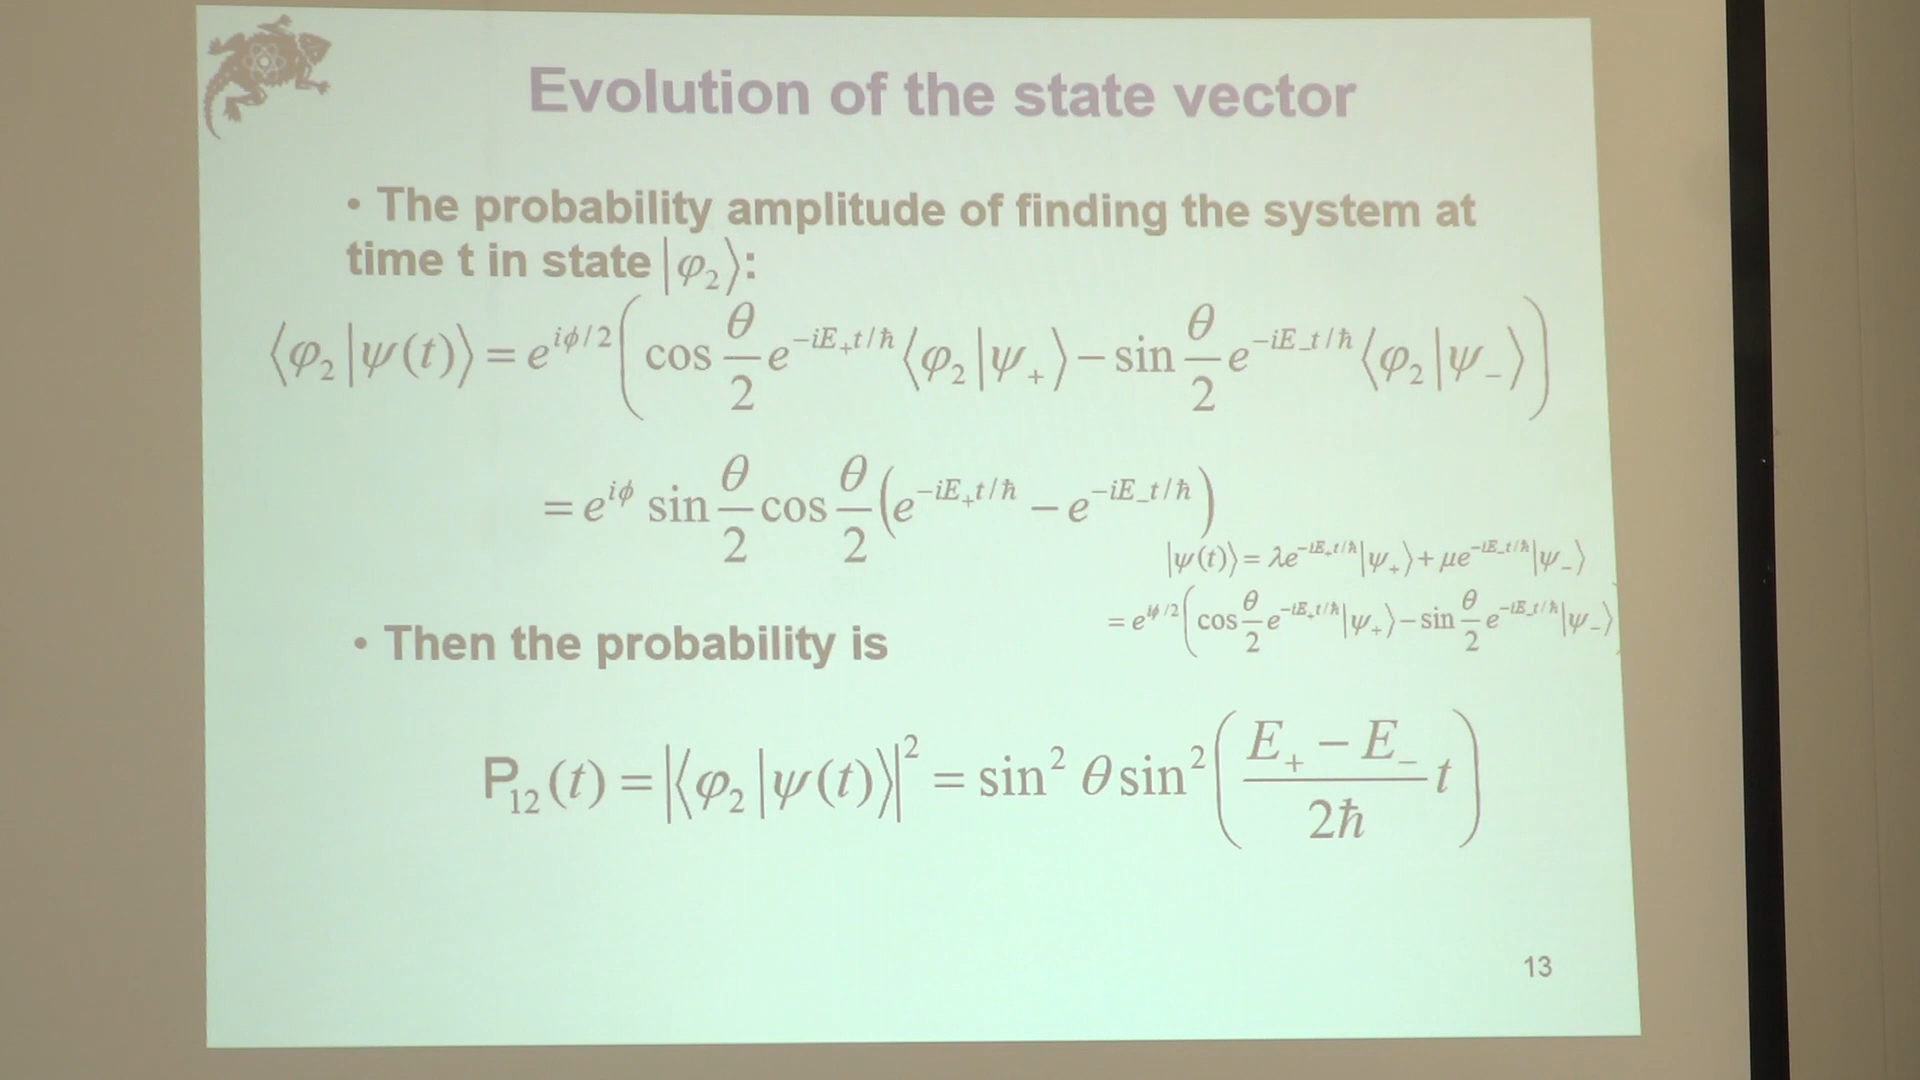 Evolution of the state vector
• The probability amplitude of finding the system at
time t in state |φ₂⟩:
⟨φ₂|ψ(t)⟩ = e^{iϕ/2}( cos θ/2 e^{-iE₊t/ħ}⟨φ₂|ψ₊⟩ − sin θ/2 e^{-iE₋t/ħ}⟨φ₂|ψ₋⟩ )
= e^{iϕ} sin θ/2 cos θ/2 ( e^{-iE₊t/ħ} − e^{-iE₋t/ħ} )
|ψ(t)⟩ = λe^{-iE₊t/ħ}|ψ₊⟩ + μe^{-iE₋t/ħ}|ψ₋⟩
= e^{iϕ/2}( cos θ/2 e^{-iE₊t/ħ}|ψ₊⟩ − sin θ/2 e^{-iE₋t/ħ}|ψ₋⟩
• Then the probability is
P₁₂(t) = |⟨φ₂|ψ(t)⟩|² = sin² θ sin²( (E₊ − E₋)/2ħ t )
13